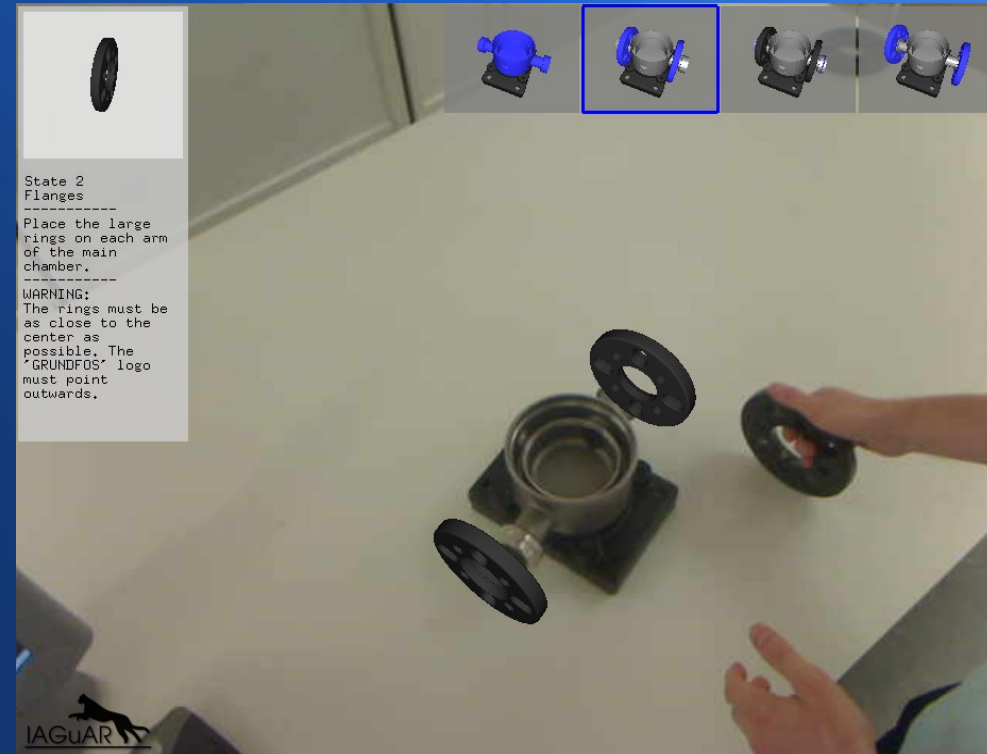 State 2
Flanges
-----------
Place the large
rings on each arm
of the main
chamber.
-----------
WARNING:
The rings must be
as close to the
center as
possible. The
'GRUNDFOS' logo
must point
outwards.
IAGuAR